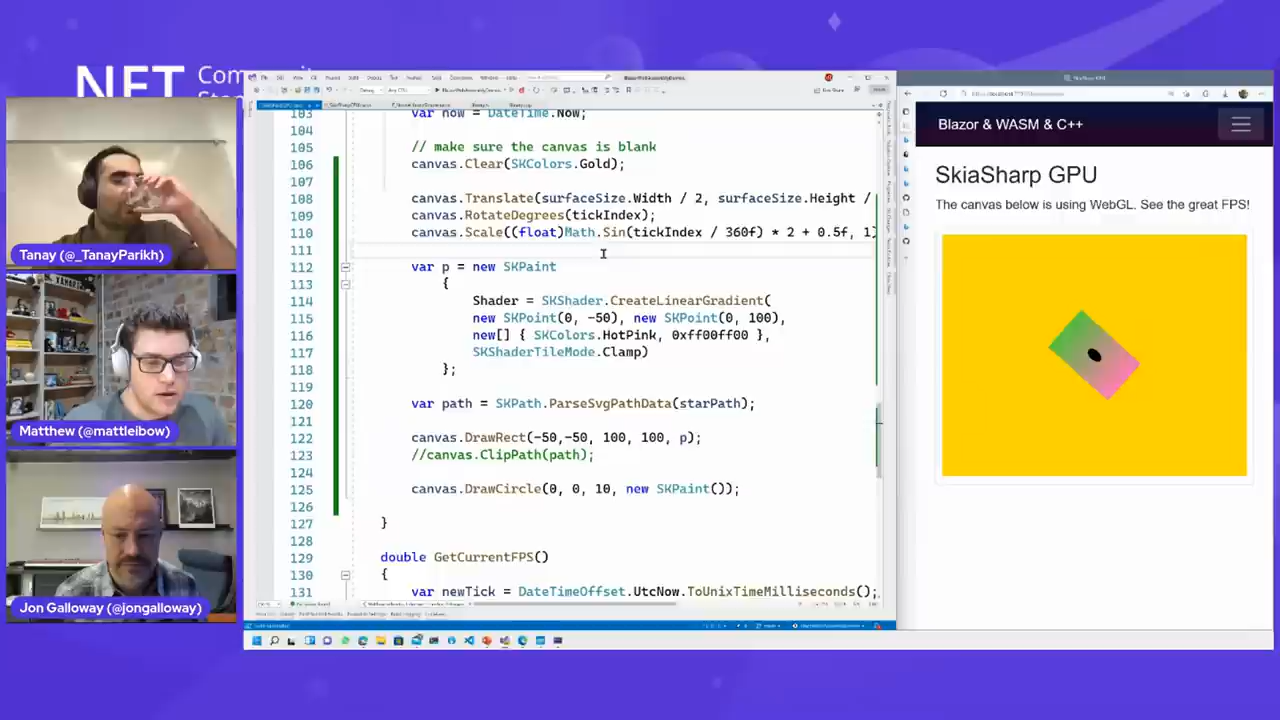 .NET Com
Tanay (@_TanayParikh)
Matthew (@mattleibow)
Jon Galloway (@jongalloway)
103 var now = DateTime.Now;
104
105 // make sure the canvas is blank
106 canvas.Clear(SKColors.Gold);
107
108 canvas.Translate(surfaceSize.Width / 2, surfaceSize.Height /
109 canvas.RotateDegrees(tickIndex);
110 canvas.Scale((float)Math.Sin(tickIndex / 360f) * 2 + 0.5f, 1)
111
112 var p = new SKPaint
113 {
114 Shader = SKShader.CreateLinearGradient(
115 new SKPoint(0, -50), new SKPoint(0, 100),
116 new[] { SKColors.HotPink, 0xff00ff00 },
117 SKShaderTileMode.Clamp)
118 };
119
120 var path = SKPath.ParseSvgPathData(starPath);
121
122 canvas.DrawRect(-50,-50, 100, 100, p);
123 //canvas.ClipPath(path);
124
125 canvas.DrawCircle(0, 0, 10, new SKPaint());
126
127 }
128
129 double GetCurrentFPS()
130 {
131 var newTick = DateTimeOffset.UtcNow.ToUnixTimeMilliseconds();
Blazor & WASM & C++
SkiaSharp GPU
The canvas below is using WebGL. See the great FPS!